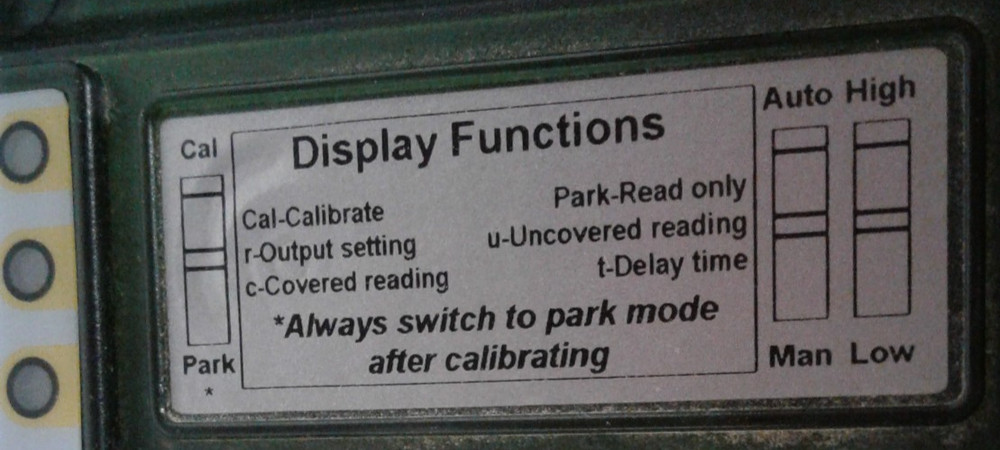 Display Functions
Cal
Auto High
Cal-Calibrate Park-Read only
r-Output setting u-Uncovered reading
c-Covered reading t-Delay time
*Always switch to park mode
after calibrating
Park
*
Man Low